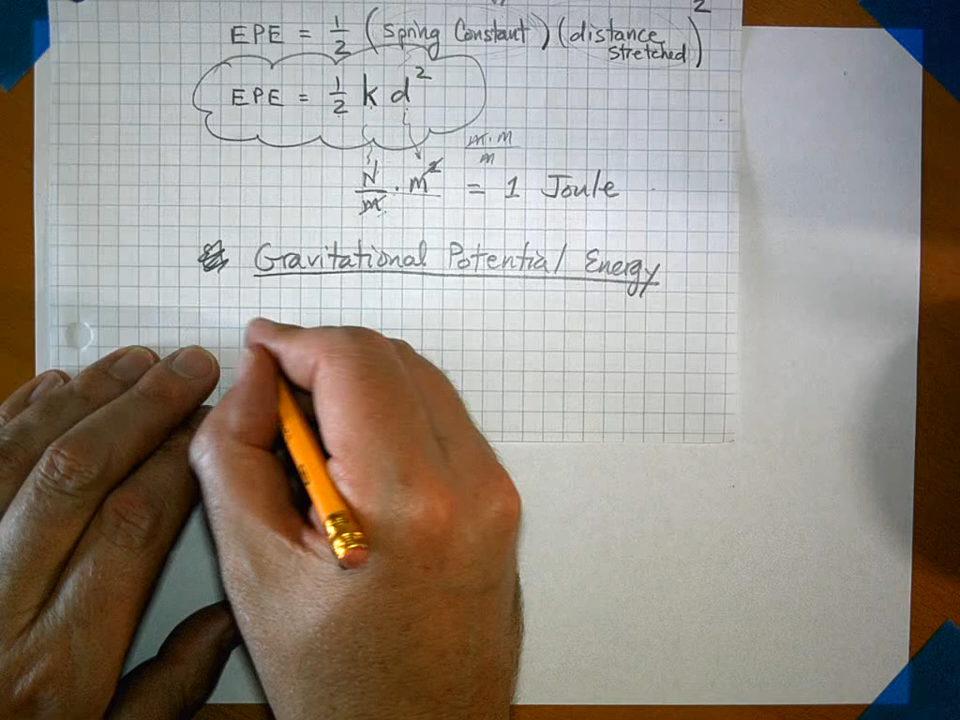 2
EPE = 1/2 (Spring Constant) (distance stretched)
EPE = 1/2 k d²
m·m/m
N/m · m² = 1 Joule
Gravitational Potential Energy